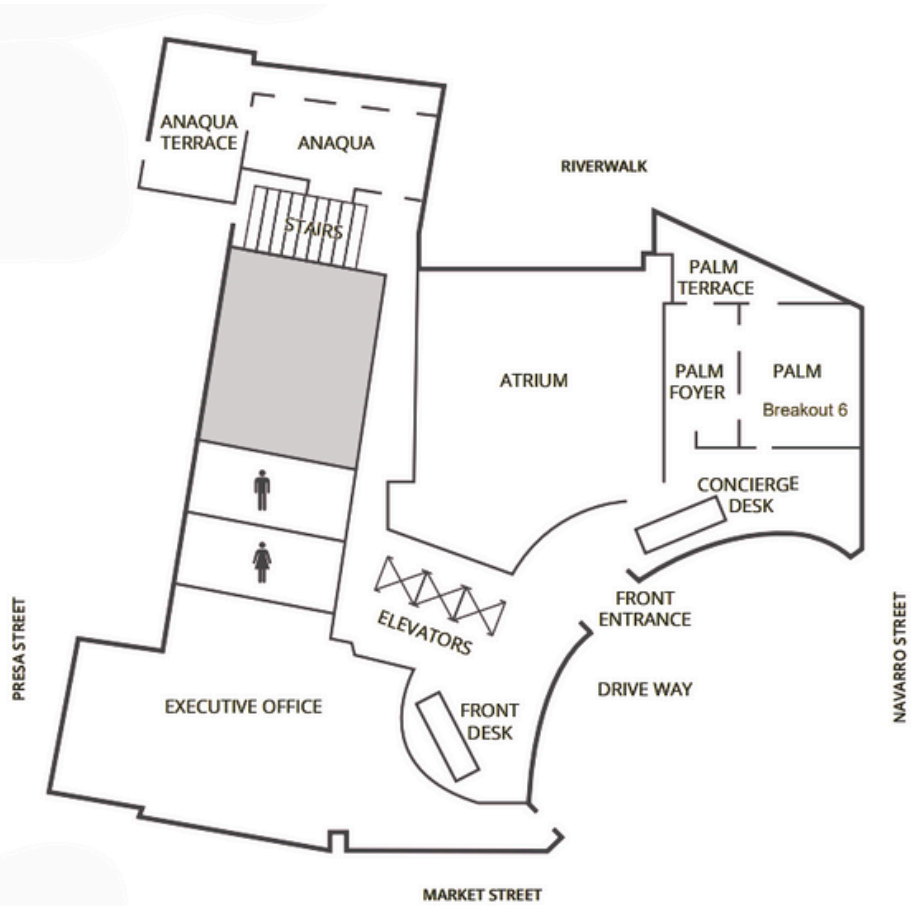 ANAQUA
TERRACE
ANAQUA
RIVERWALK
STAIRS
PALM
TERRACE
ATRIUM
PALM
FOYER
PALM
Breakout 6
CONCIERGE
DESK
ELEVATORS
FRONT
ENTRANCE
PRESA STREET
NAVARRO STREET
DRIVE WAY
EXECUTIVE OFFICE
FRONT
DESK
MARKET STREET